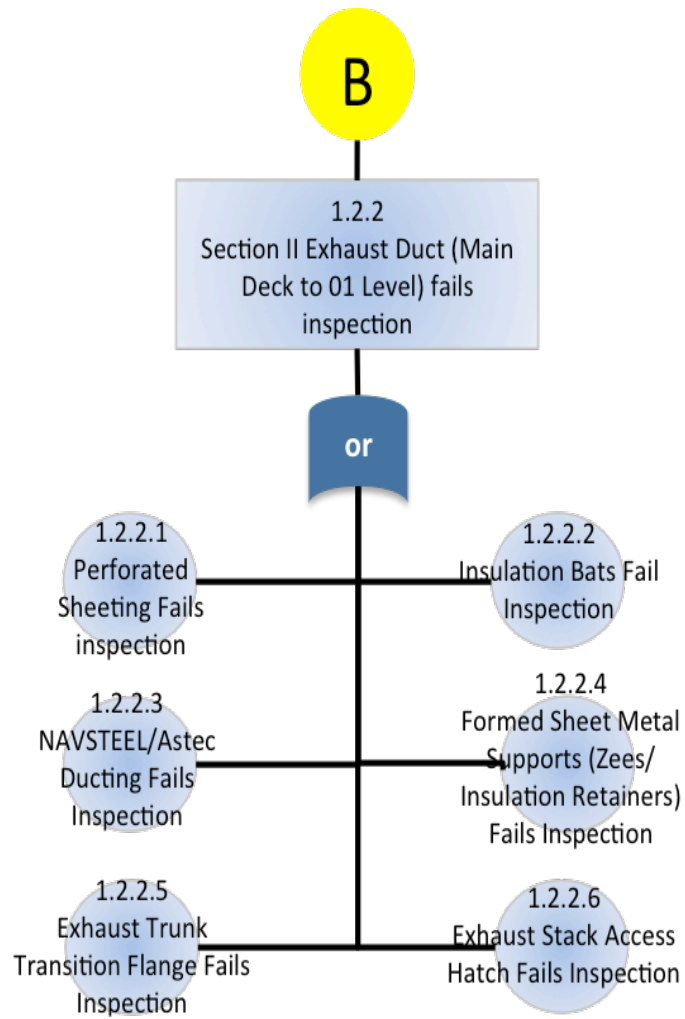 B
1.2.2
Section II Exhaust Duct (Main
Deck to 01 Level) fails
inspection
or
1.2.2.1
Perforated
Sheeting Fails
inspection
1.2.2.2
Insulation Bats Fail
Inspection
1.2.2.3
NAVSTEEL/Astec
Ducting Fails
Inspection
1.2.2.4
Formed Sheet Metal
Supports (Zees/
Insulation Retainers)
Fails Inspection
1.2.2.5
Exhaust Trunk
Transition Flange Fails
Inspection
1.2.2.6
Exhaust Stack Access
Hatch Fails Inspection